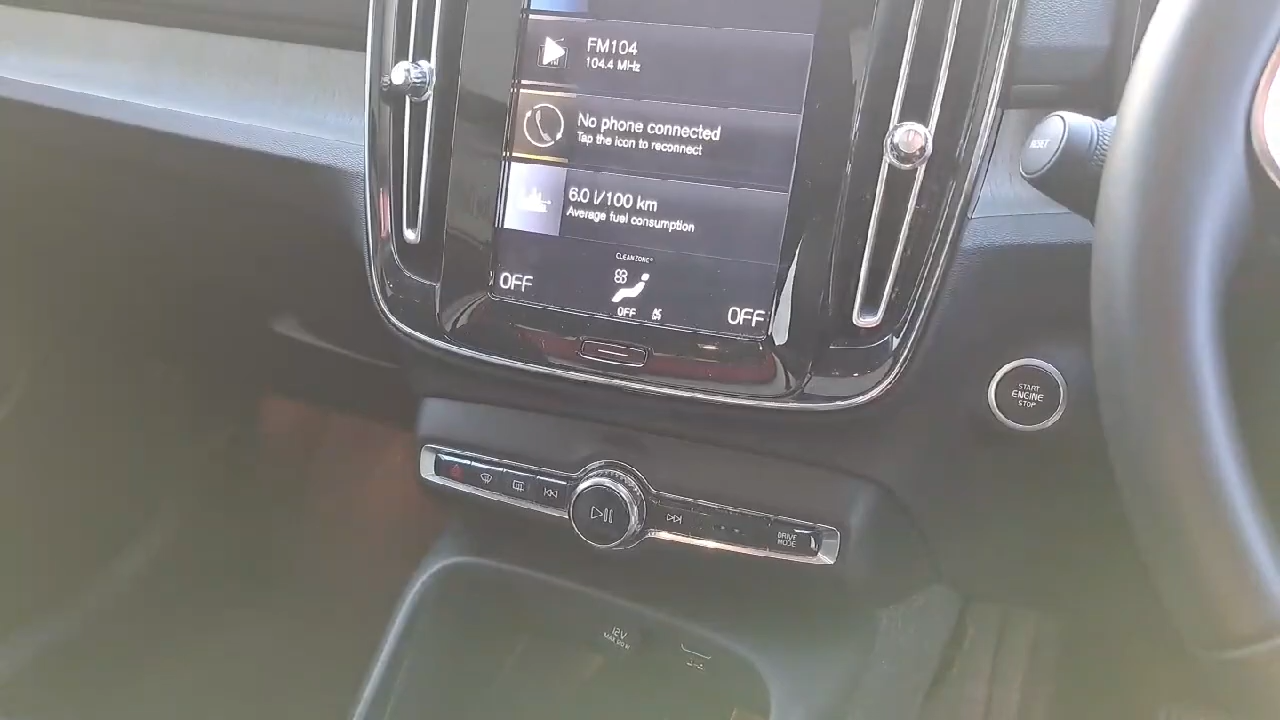 FM104
104.4 MHz
No phone connected
Tap the icon to reconnect
6.0 l/100 km
Average fuel consumption
CLEANZONE
OFF
OFF
OFF
RESET
START
ENGINE
STOP
DRIVE
MODE
12V